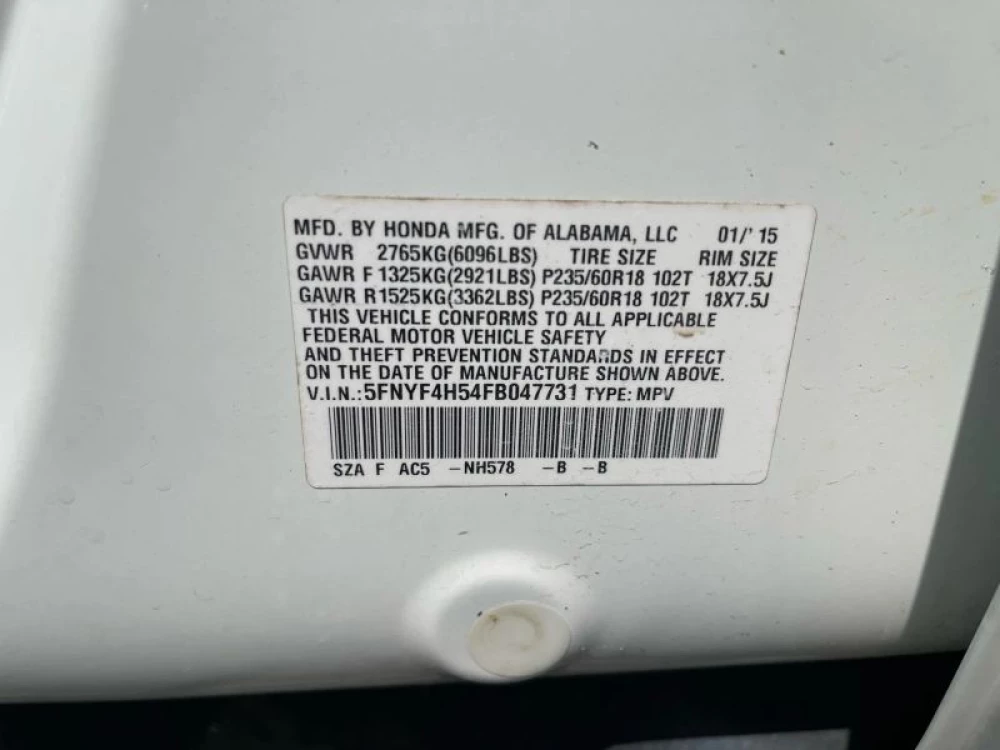 MFD. BY HONDA MFG. OF ALABAMA, LLC 01/'15
GVWR 2765KG(6096LBS) TIRE SIZE RIM SIZE
GAWR F 1325KG(2921LBS) P235/60R18 102T 18X7.5J
GAWR R1525KG(3362LBS) P235/60R18 102T 18X7.5J
THIS VEHICLE CONFORMS TO ALL APPLICABLE
FEDERAL MOTOR VEHICLE SAFETY
AND THEFT PREVENTION STANDARDS IN EFFECT
ON THE DATE OF MANUFACTURE SHOWN ABOVE.
V.I.N.:5FNYF4H54FB047731 TYPE: MPV
SZA F AC5 -NH578 -B -B